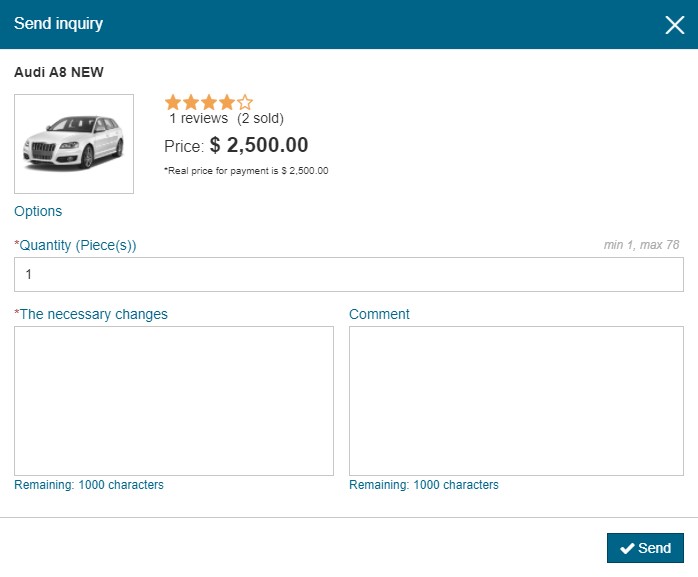 Send inquiry
Audi A8 NEW
1 reviews (2 sold)
Price: $ 2,500.00
*Real price for payment is $ 2,500.00
Options
*Quantity (Piece(s))
min 1, max 78
1
*The necessary changes
Comment
Remaining: 1000 characters
Remaining: 1000 characters
Send